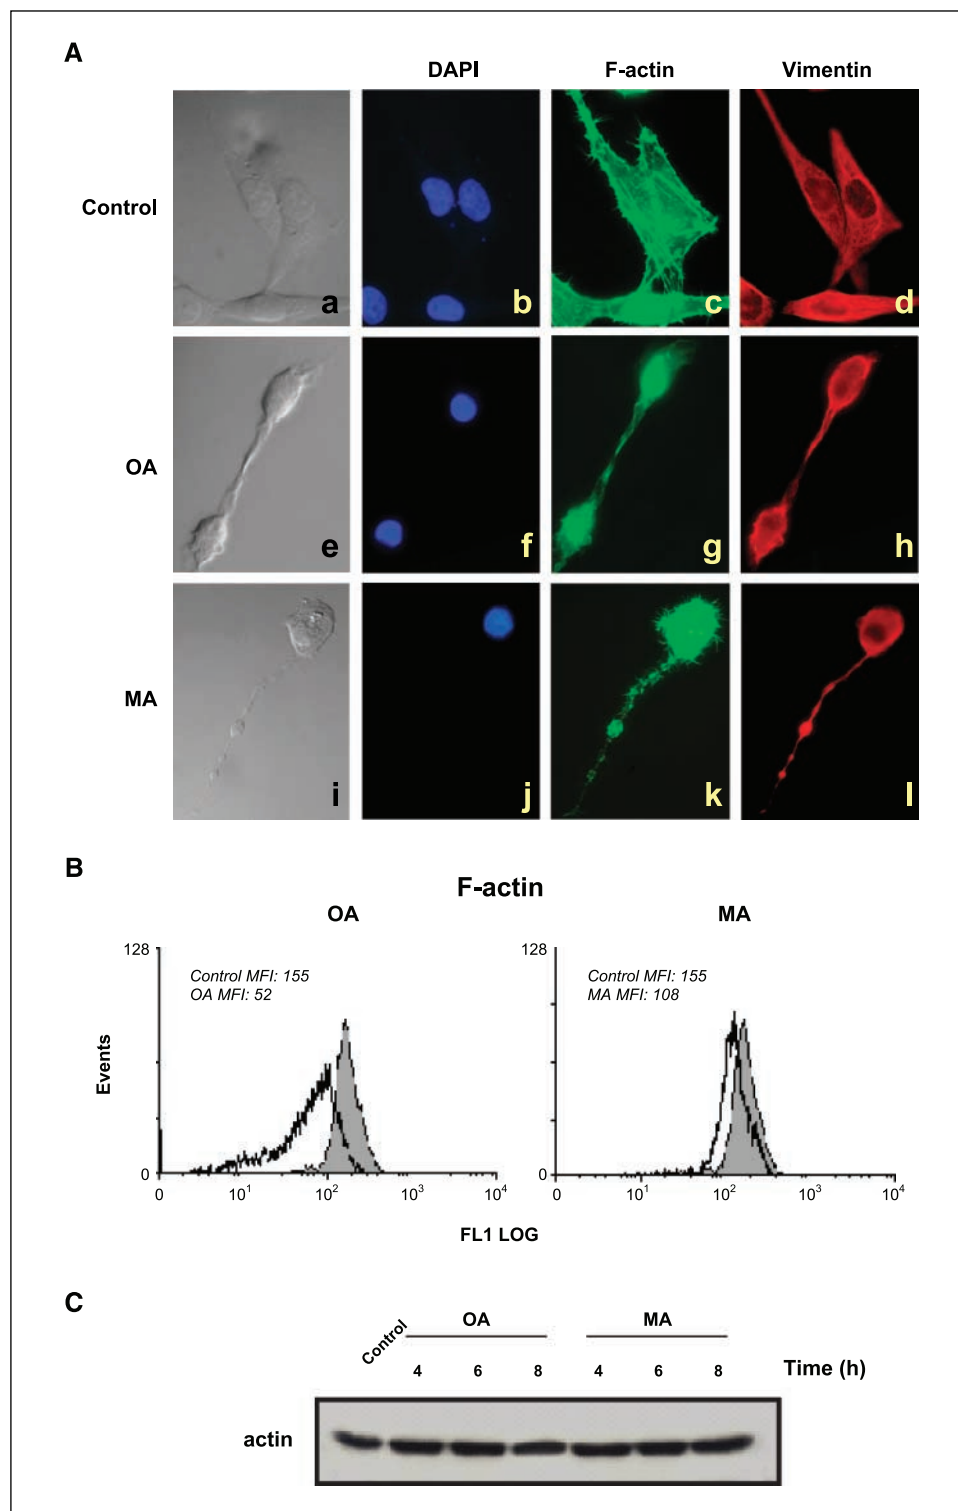 A
DAPI F-actin Vimentin
Control
a b c d
OA
e f g h
MA
i j k l
B
F-actin
OA MA
128 128
Control MFI: 155 Control MFI: 155
OA MFI: 52 MA MFI: 108
Events
0 0
0 10¹ 10² 10³ 10⁴ 0 10¹ 10² 10³ 10⁴
FL1 LOG
C
Control OA MA
4 6 8 4 6 8 Time (h)
actin